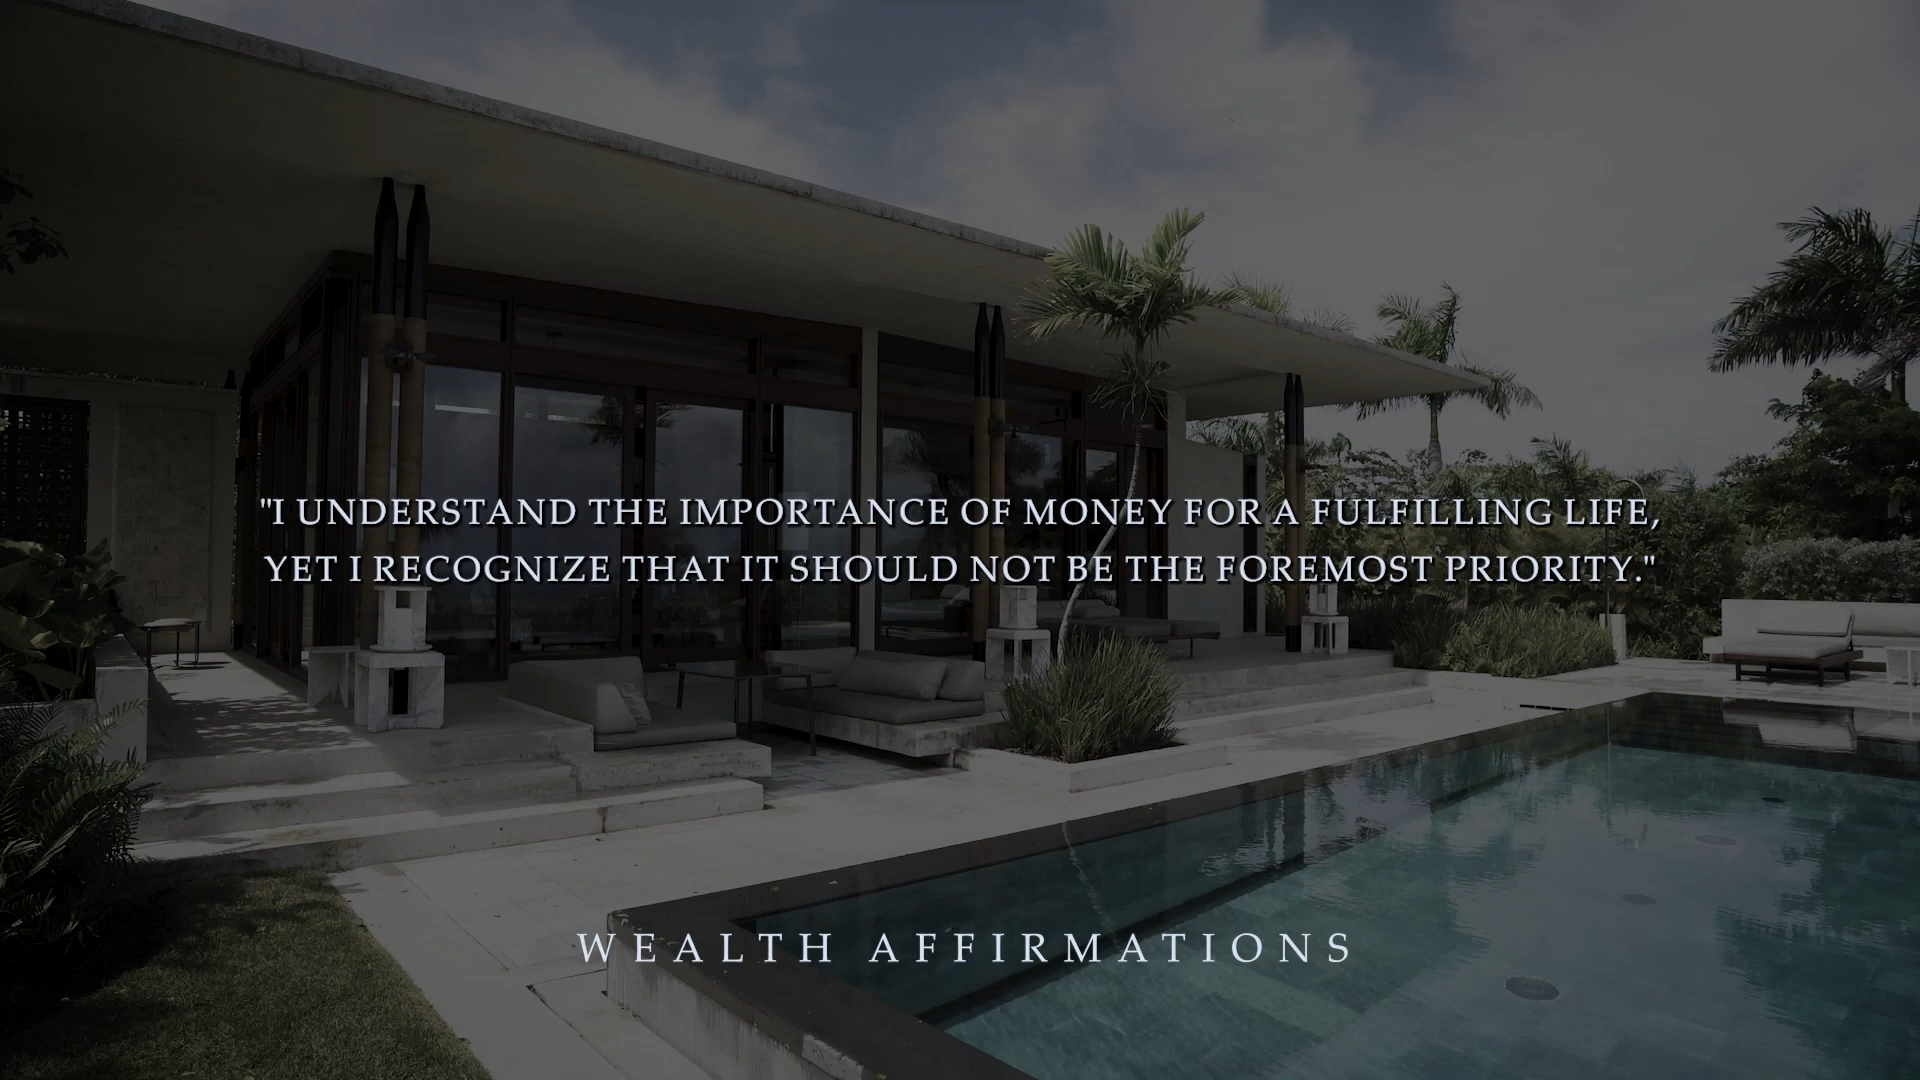 "I UNDERSTAND THE IMPORTANCE OF MONEY FOR A FULFILLING LIFE,
YET I RECOGNIZE THAT IT SHOULD NOT BE THE FOREMOST PRIORITY."
WEALTH AFFIRMATIONS